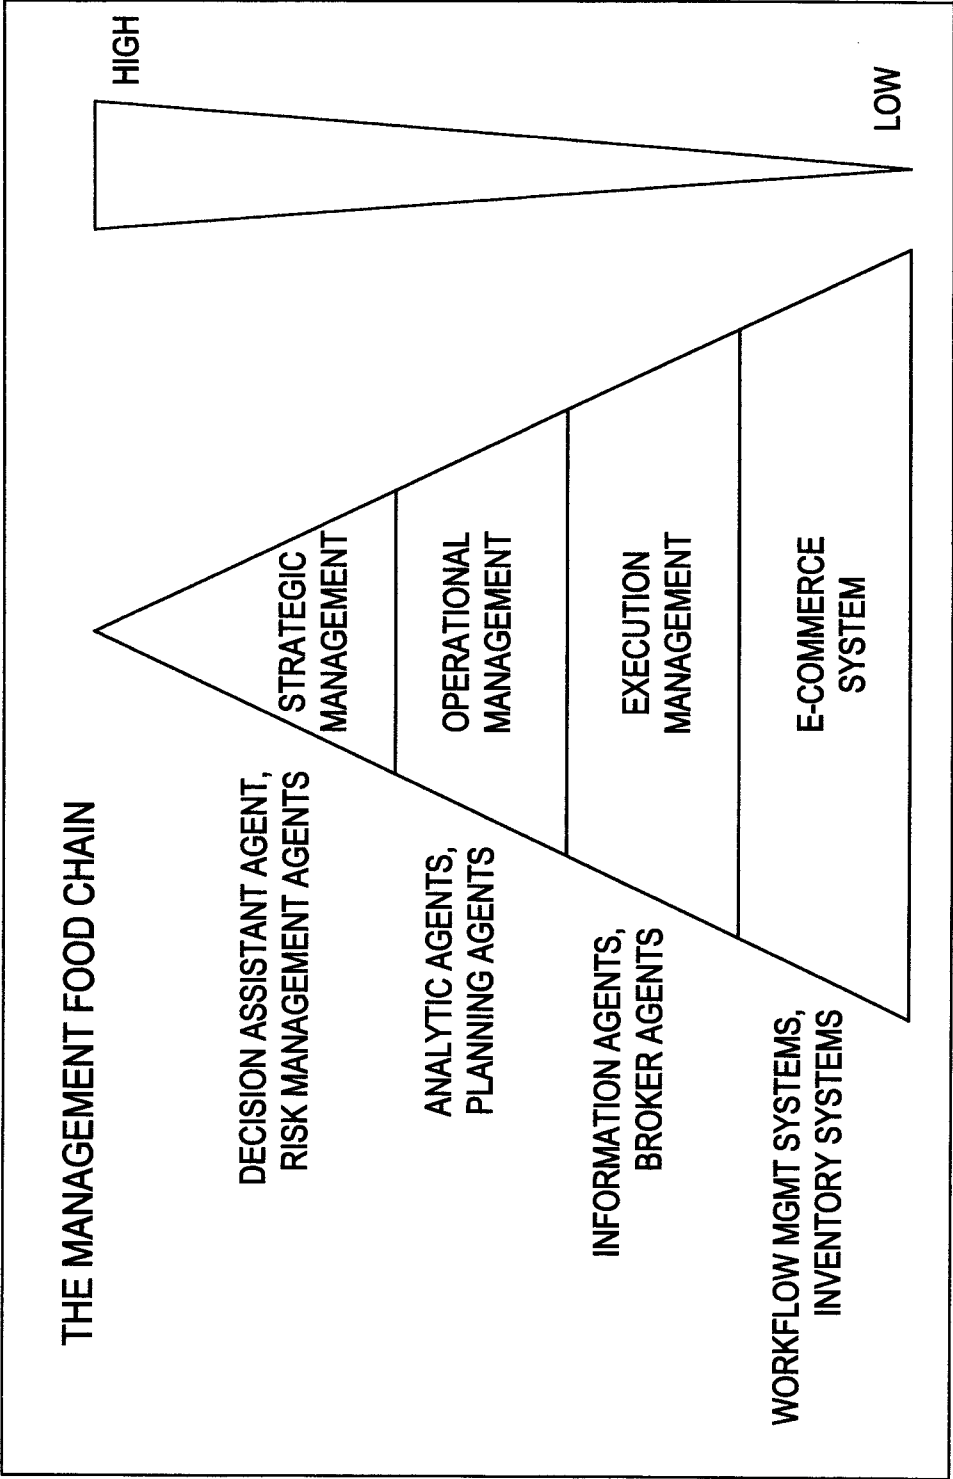 THE MANAGEMENT FOOD CHAIN
HIGH
DECISION ASSISTANT AGENT,
RISK MANAGEMENT AGENTS
STRATEGIC
MANAGEMENT
ANALYTIC AGENTS,
PLANNING AGENTS
OPERATIONAL
MANAGEMENT
INFORMATION AGENTS,
BROKER AGENTS
EXECUTION
MANAGEMENT
WORKFLOW MGMT SYSTEMS,
INVENTORY SYSTEMS
E-COMMERCE
SYSTEM
LOW